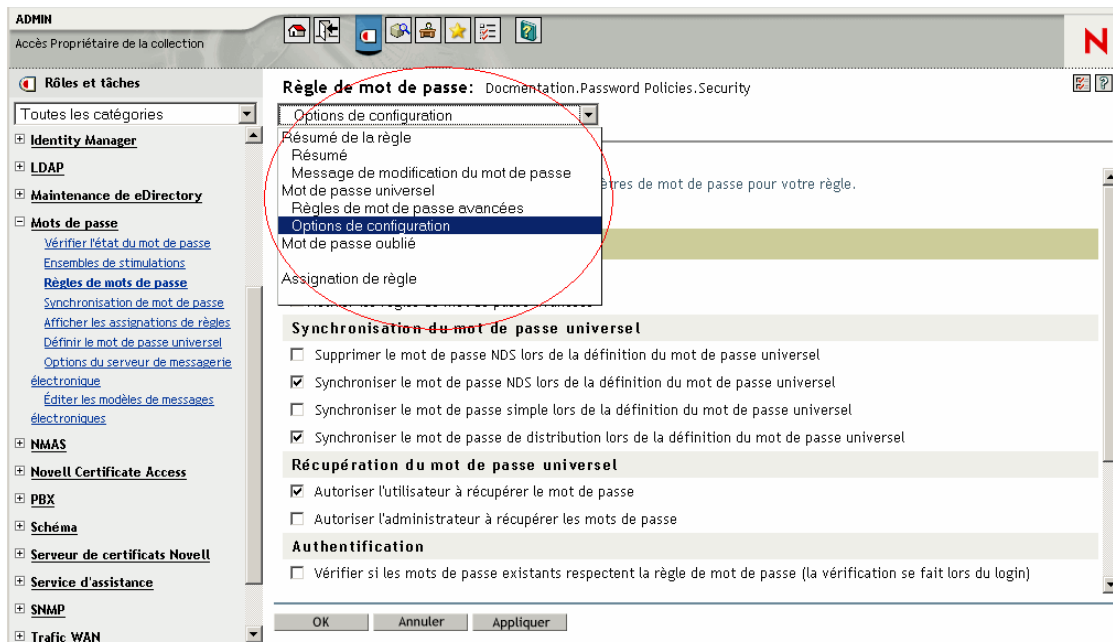 ADMIN
Accès Propriétaire de la collection
N
Rôles et tâches
Toutes les catégories
Identity Manager
LDAP
Maintenance de eDirectory
Mots de passe
Vérifier l'état du mot de passe
Ensembles de stimulations
Règles de mots de passe
Synchronisation de mot de passe
Afficher les assignations de règles
Définir le mot de passe universel
Options du serveur de messagerie
électronique
Éditer les modèles de messages
électroniques
NMAS
Novell Certificate Access
PBX
Schéma
Serveur de certificats Novell
Service d'assistance
SNMP
Trafic WAN
Règle de mot de passe: Docmentation.Password Policies.Security
Options de configuration
Résumé de la règle
Résumé
Message de modification du mot de passe
Mot de passe universel
Règles de mot de passe avancées
Options de configuration
Mot de passe oublié
Assignation de règle
de mot de passe pour votre règle.
Synchronisation du mot de passe universel
Supprimer le mot de passe NDS lors de la définition du mot de passe universel
Synchroniser le mot de passe NDS lors de la définition du mot de passe universel
Synchroniser le mot de passe simple lors de la définition du mot de passe universel
Synchroniser le mot de passe de distribution lors de la définition du mot de passe universel
Récupération du mot de passe universel
Autoriser l'utilisateur à récupérer le mot de passe
Autoriser l'administrateur à récupérer les mots de passe
Authentification
Vérifier si les mots de passe existants respectent la règle de mot de passe (la vérification se fait lors du login)
OK Annuler Appliquer